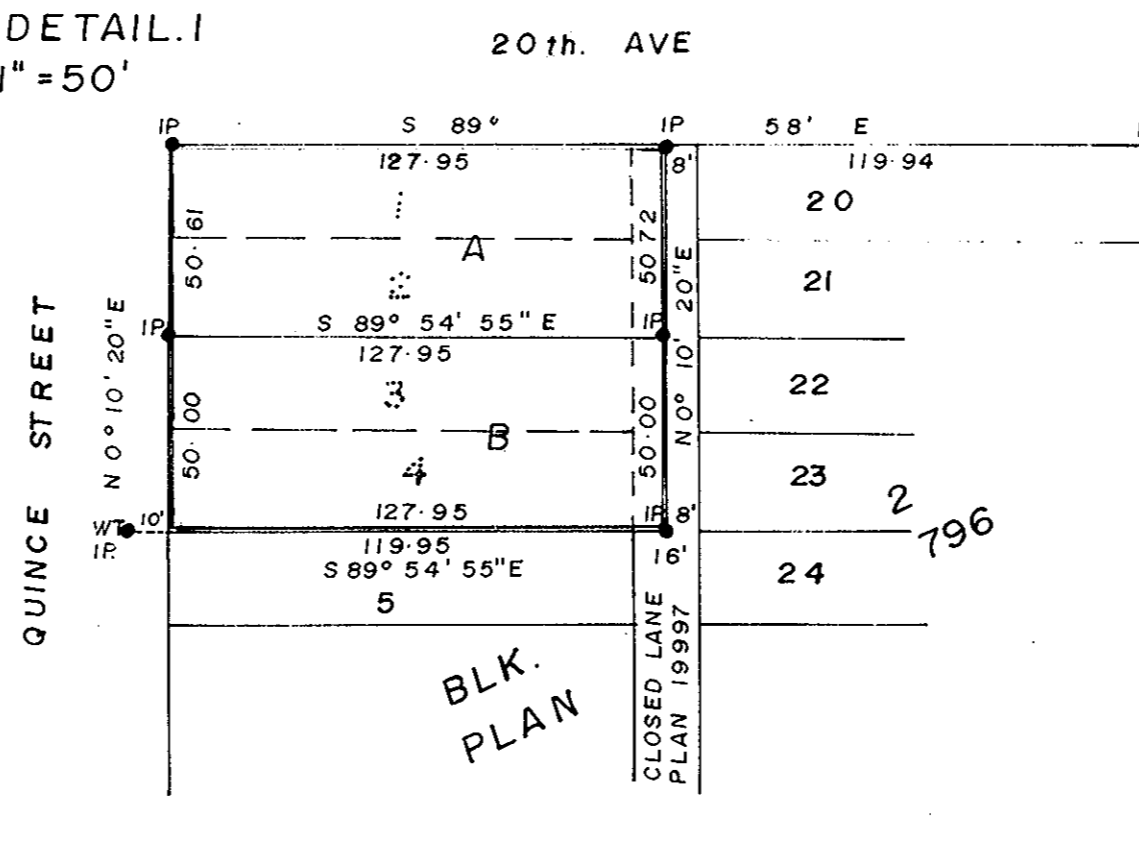 DETAIL.1
1" = 50'
20th. AVE
IP S 89° IP 58' E
127.95 8' 119.94
1 20
50.61 50.72
A
2 21
N 0° 10' 20" E
IP S 89° 54' 55" E IP
127.95
3 22
50.00 50.00
N 0° 10' 20" E
B
4 23
127.95
WT 10' IP 8'
IP.
119.95 16'
S 89° 54' 55" E
5 24
2
796
QUINCE STREET
BLK.
PLAN
CLOSED LANE
PLAN 19997